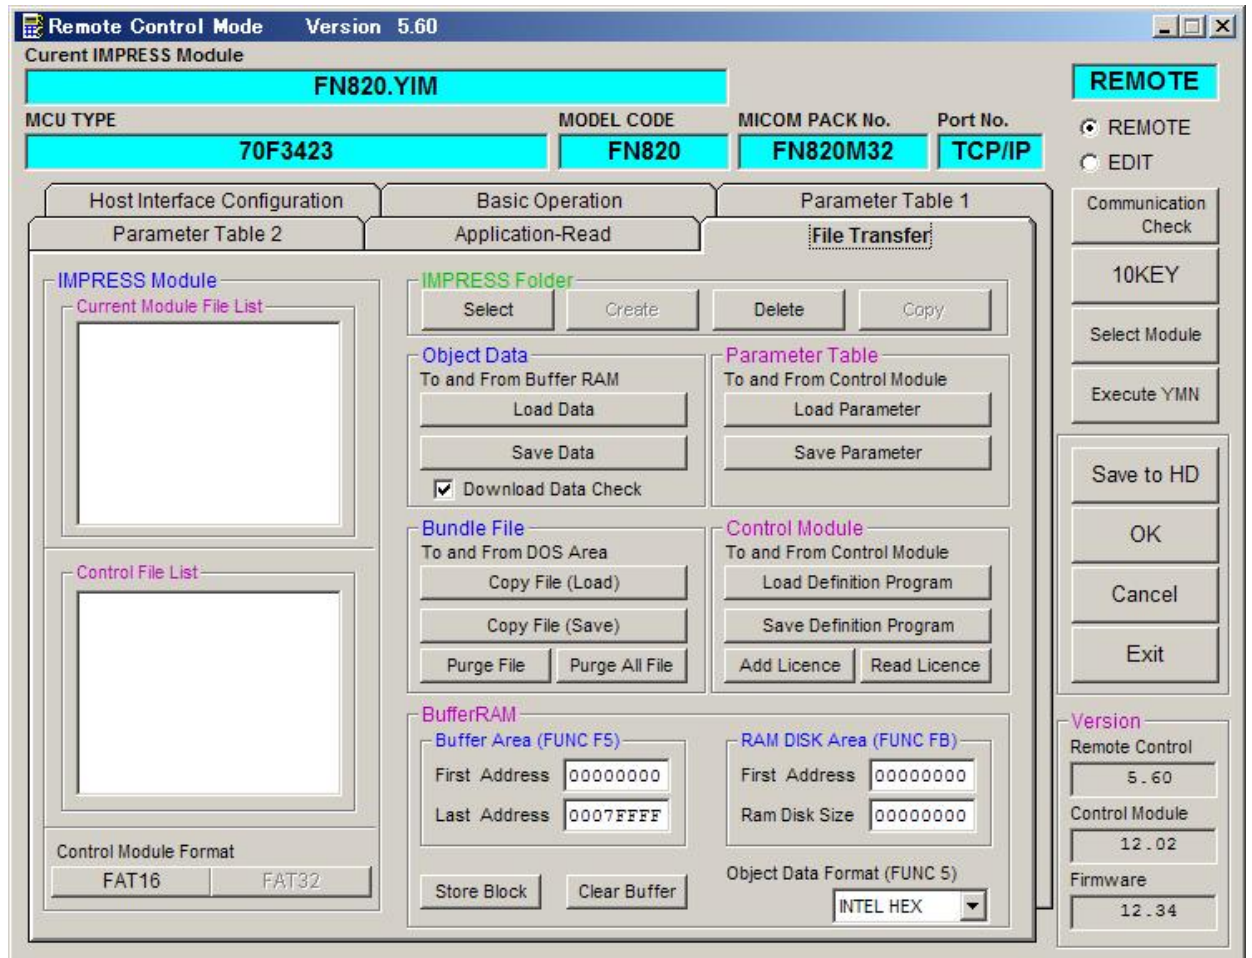 Remote Control Mode Version 5.60
Curent IMPRESS Module
FN820.YIM
REMOTE
MCU TYPE MODEL CODE MICOM PACK No. Port No.
70F3423 FN820 FN820M32 TCP/IP
REMOTE
EDIT
Host Interface Configuration Basic Operation Parameter Table 1
Parameter Table 2 Application-Read File Transfer
IMPRESS Module
Current Module File List
Control File List
Control Module Format
FAT16 FAT32
IMPRESS Folder
Select Create Delete Copy
Object Data
To and From Buffer RAM
Load Data
Save Data
Download Data Check
Parameter Table
To and From Control Module
Load Parameter
Save Parameter
Bundle File
To and From DOS Area
Copy File (Load)
Copy File (Save)
Purge File Purge All File
Control Module
To and From Control Module
Load Definition Program
Save Definition Program
Add Licence Read Licence
BufferRAM
Buffer Area (FUNC F5)
First Address 00000000
Last Address 0007FFFF
RAM DISK Area (FUNC FB)
First Address 00000000
Ram Disk Size 00000000
Store Block Clear Buffer
Object Data Format (FUNC 5)
INTEL HEX
Communication
Check
10KEY
Select Module
Execute YMN
Save to HD
OK
Cancel
Exit
Version
Remote Control
5.60
Control Module
12.02
Firmware
12.34